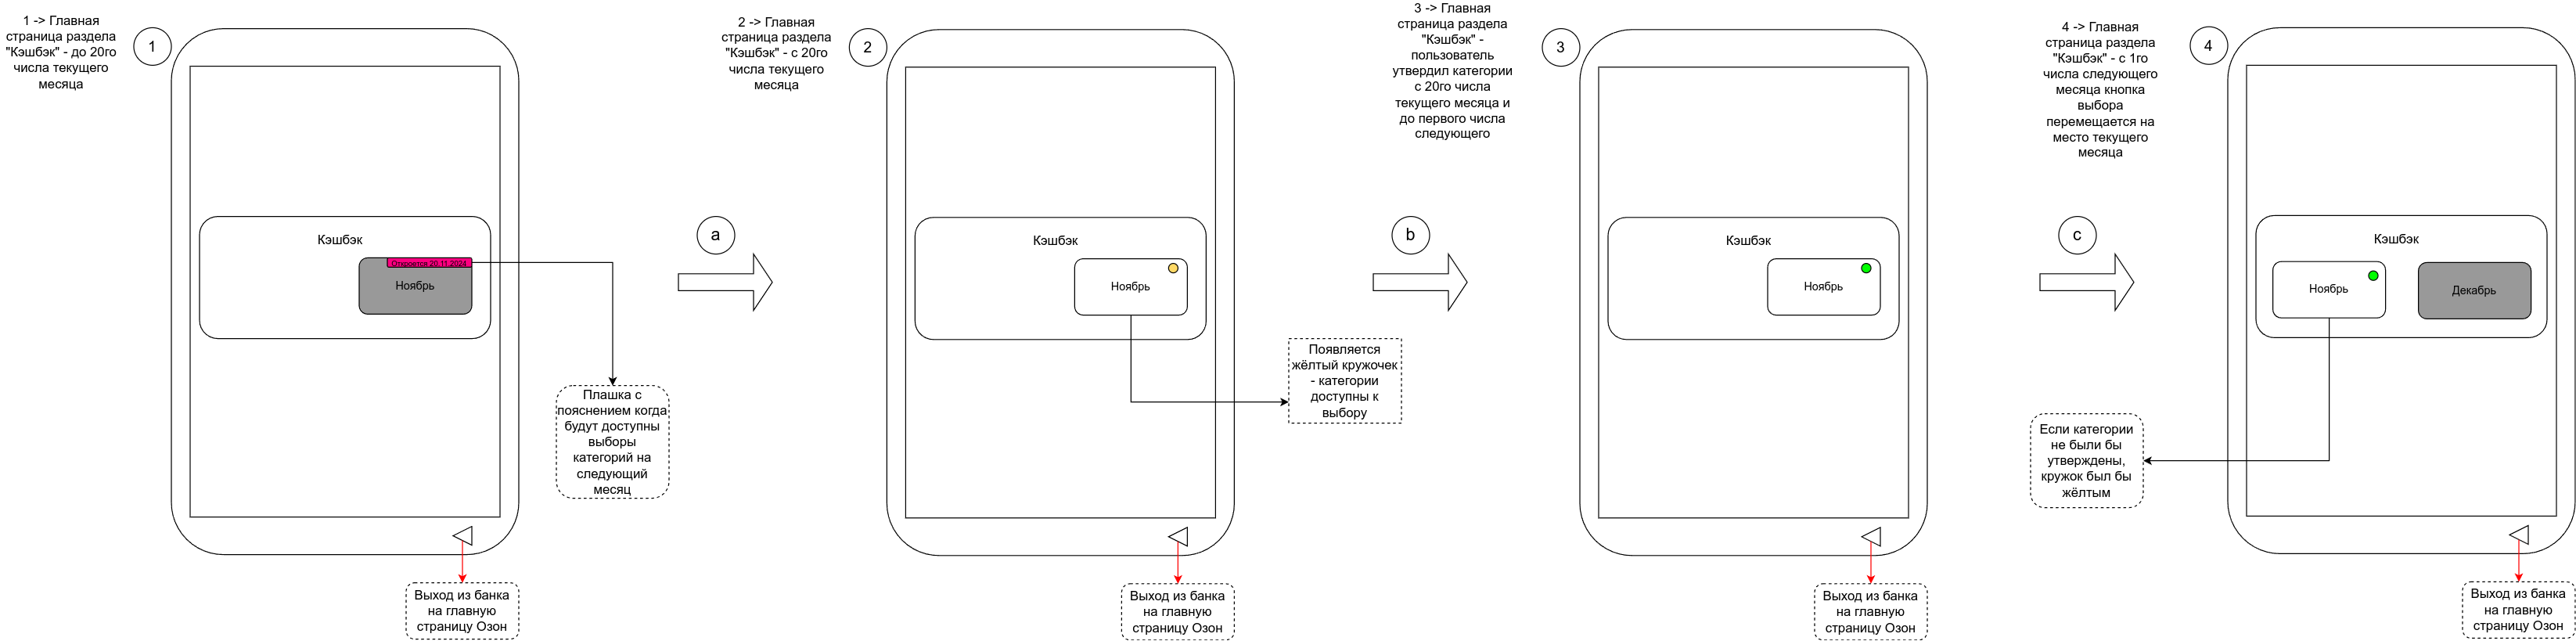 1 -> Главная
страница раздела
"Кэшбэк" - до 20го
числа текущего
месяца
1
Кэшбэк
Откроется 20.11.2024
Ноябрь
Плашка с
пояснением когда
будут доступны
выборы
категорий на
следующий
месяц
Выход из банка
на главную
страницу Озон
a
2 -> Главная
страница раздела
"Кэшбэк" - с 20го
числа текущего
месяца
2
Кэшбэк
Ноябрь
Появляется
жёлтый кружочек
- категории
доступны к
выбору
Выход из банка
на главную
страницу Озон
b
3 -> Главная
страница раздела
"Кэшбэк" -
пользователь
утвердил категории
с 20го числа
текущего месяца и
до первого числа
следующего
3
Кэшбэк
Ноябрь
Выход из банка
на главную
страницу Озон
c
4 -> Главная
страница раздела
"Кэшбэк" - с 1го
числа следующего
месяца кнопка
выбора
перемещается на
место текущего
месяца
4
Кэшбэк
Ноябрь
Декабрь
Если категории
не были бы
утверждены,
кружок был бы
жёлтым
Выход из банка
на главную
страницу Озон